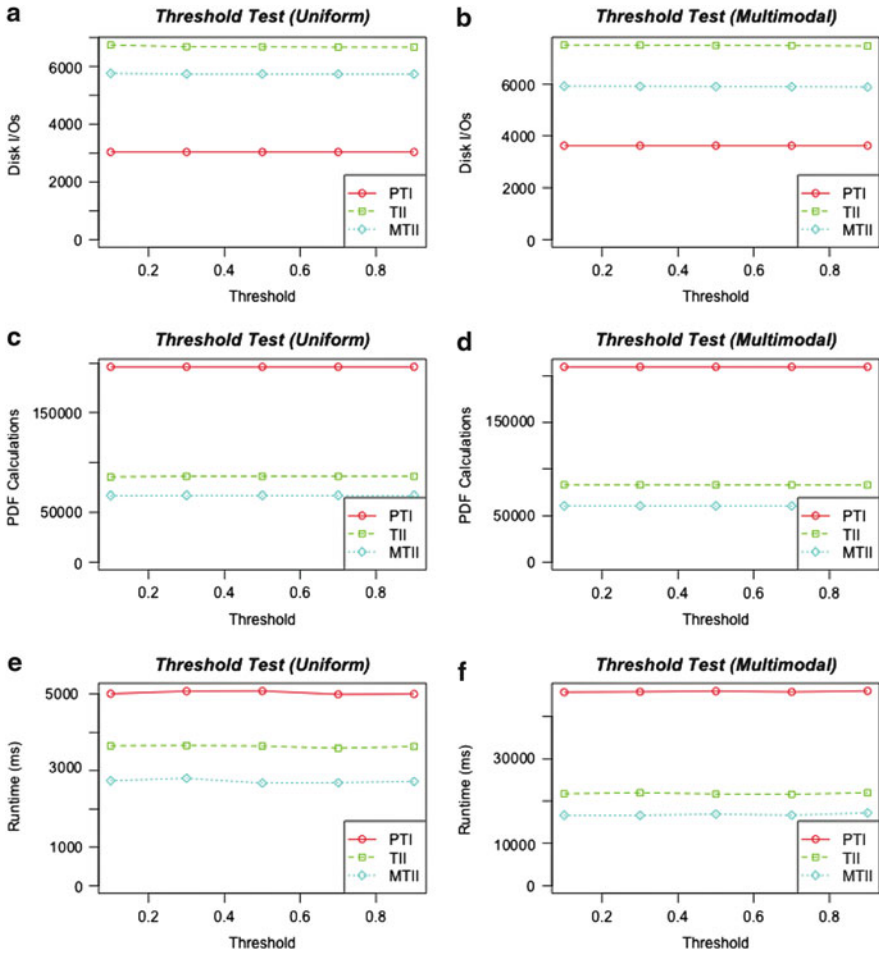 a
Threshold Test (Uniform)
Disk I/Os
6000
4000
2000
0
PTI
TII
MTII
0.2 0.4 0.6 0.8
Threshold
b
Threshold Test (Multimodal)
Disk I/Os
6000
4000
2000
0
PTI
TII
MTII
0.2 0.4 0.6 0.8
Threshold
c
Threshold Test (Uniform)
PDF Calculations
150000
50000
0
PTI
TII
MTII
0.2 0.4 0.6 0.8
Threshold
d
Threshold Test (Multimodal)
PDF Calculations
150000
50000
0
PTI
TII
MTII
0.2 0.4 0.6 0.8
Threshold
e
Threshold Test (Uniform)
Runtime (ms)
5000
3000
1000
0
PTI
TII
MTII
0.2 0.4 0.6 0.8
Threshold
f
Threshold Test (Multimodal)
Runtime (ms)
30000
10000
0
PTI
TII
MTII
0.2 0.4 0.6 0.8
Threshold